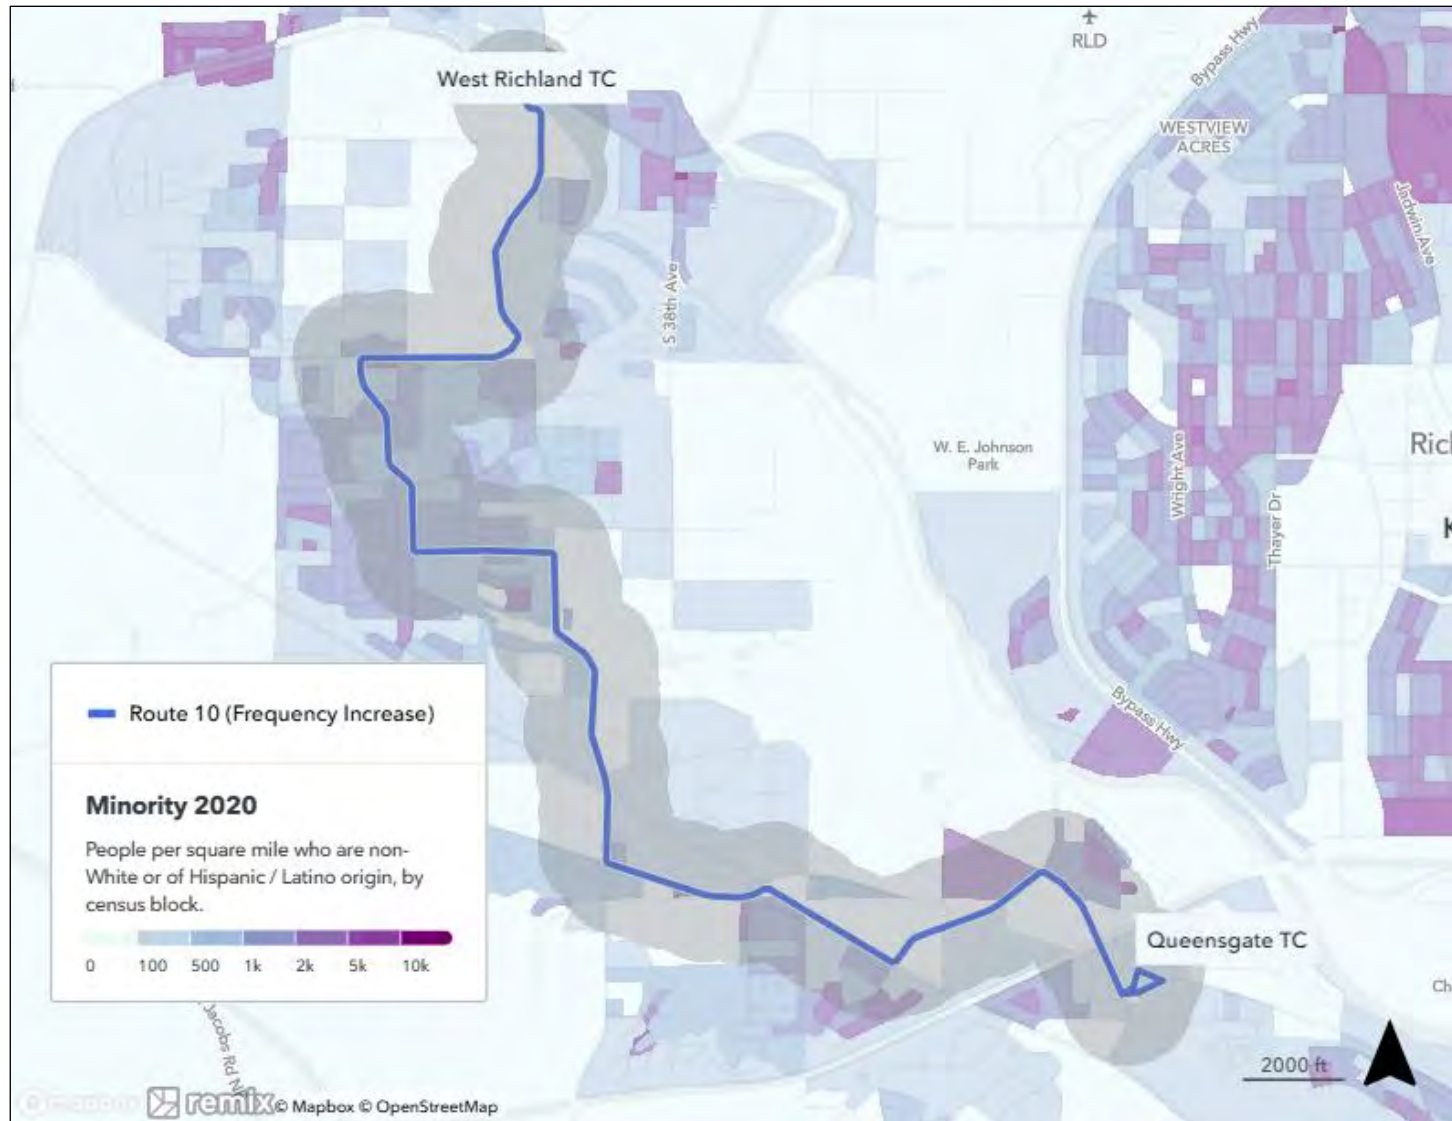 RLD
Bypass Hwy
West Richland TC
WESTVIEW
ACRES
Jadwin Ave
S 38th Ave
W. E. Johnson
Park
Wright Ave
Thayer Dr
Bypass Hwy
Route 10 (Frequency Increase)
Minority 2020
People per square mile who are non-
White or of Hispanic / Latino origin, by
census block.
0 100 500 1k 2k 5k 10k
Queensgate TC
Jacobs Rd
2000 ft
mapbox remix © Mapbox © OpenStreetMap